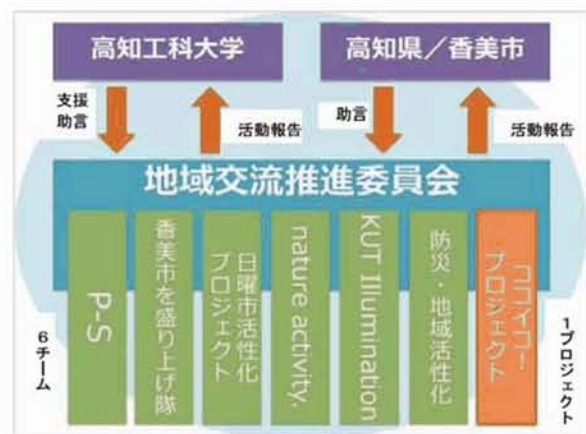 高知工科大学
高知県／香美市
支援
助言
活動報告
助言
活動報告
地域交流推進委員会
P-S
香美市を盛り上げ隊
日曜市活性化
プロジェクト
nature activity.
KUT Illumination
防災・地域活性化
ココイコ！
プロジェクト
6チーム
1プロジェクト